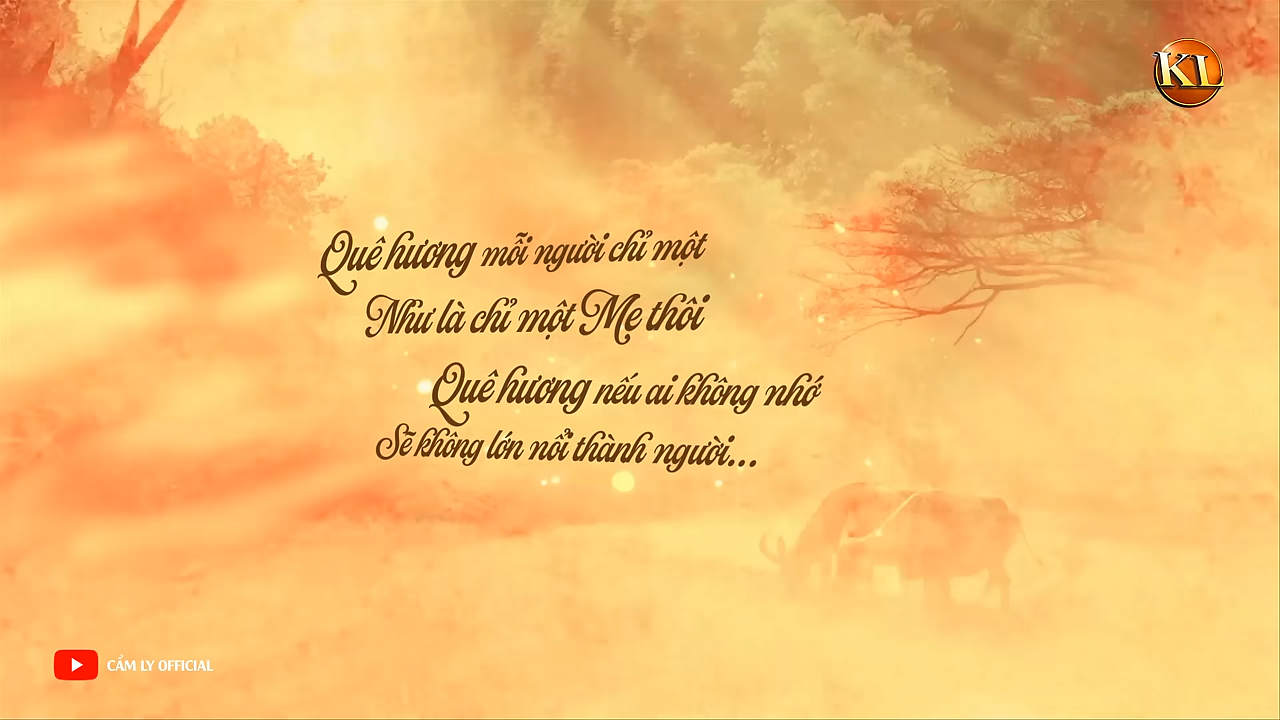 KL
Quê hương mỗi người chỉ một
Như là chỉ một Mẹ thôi
Quê hương nếu ai không nhớ
Sẽ không lớn nổi thành người...
CẨM LY OFFICIAL